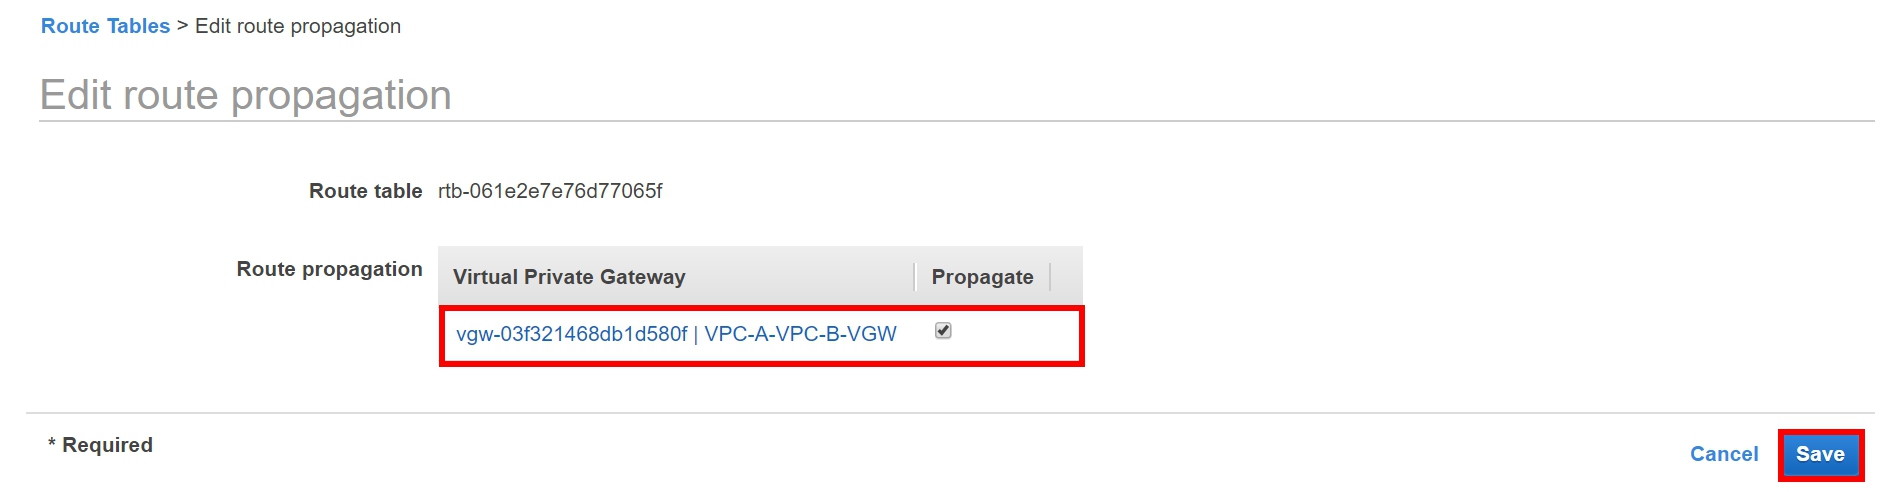 Route Tables > Edit route propagation
Edit route propagation
Route table rtb-061e2e7e76d77065f
Route propagation Virtual Private Gateway Propagate
vgw-03f321468db1d580f | VPC-A-VPC-B-VGW
* Required
Cancel Save